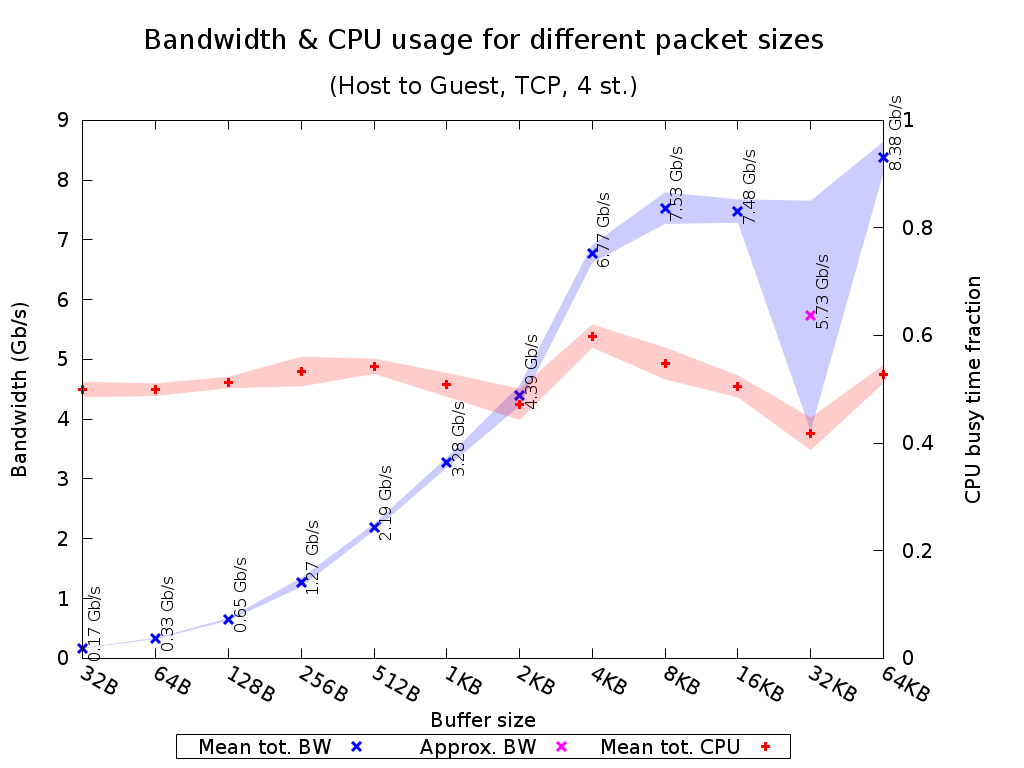 Bandwidth & CPU usage for different packet sizes
(Host to Guest, TCP, 4 st.)
Bandwidth (Gb/s)
9
8
7
6
5
4
3
2
1
0
1
0.8
0.6
0.4
0.2
0
CPU busy time fraction
0.17 Gb/s
0.33 Gb/s
0.65 Gb/s
1.27 Gb/s
2.19 Gb/s
3.28 Gb/s
4.39 Gb/s
6.77 Gb/s
7.53 Gb/s
7.48 Gb/s
5.73 Gb/s
8.38 Gb/s
32B
64B
128B
256B
512B
1KB
2KB
4KB
8KB
16KB
32KB
64KB
Buffer size
Mean tot. BW
Approx. BW
Mean tot. CPU